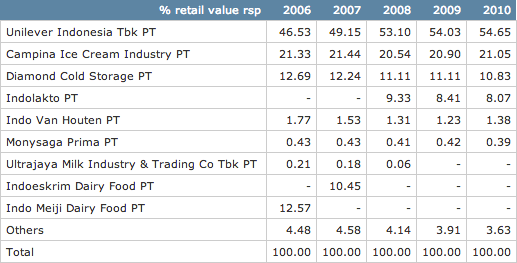 % retail value rsp 2006 2007 2008 2009 2010
Unilever Indonesia Tbk PT 46.53 49.15 53.10 54.03 54.65
Campina Ice Cream Industry PT 21.33 21.44 20.54 20.90 21.05
Diamond Cold Storage PT 12.69 12.24 11.11 11.11 10.83
Indolakto PT - - 9.33 8.41 8.07
Indo Van Houten PT 1.77 1.53 1.31 1.23 1.38
Monysaga Prima PT 0.43 0.43 0.41 0.42 0.39
Ultrajaya Milk Industry & Trading Co Tbk PT 0.21 0.18 0.06 - -
Indoeskrim Dairy Food PT - 10.45 - - -
Indo Meiji Dairy Food PT 12.57 - - - -
Others 4.48 4.58 4.14 3.91 3.63
Total 100.00 100.00 100.00 100.00 100.00